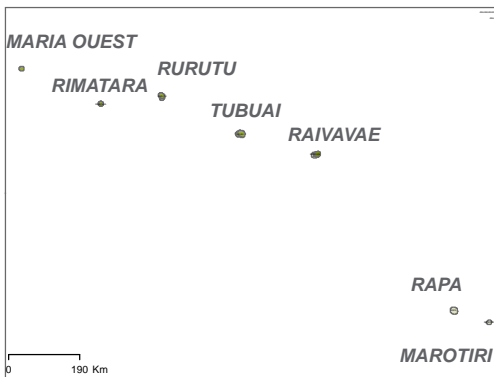 MARIA OUEST
RURUTU
RIMATARA
TUBUAI
RAIVAVAE
RAPA
MAROTIRI
0 190 Km